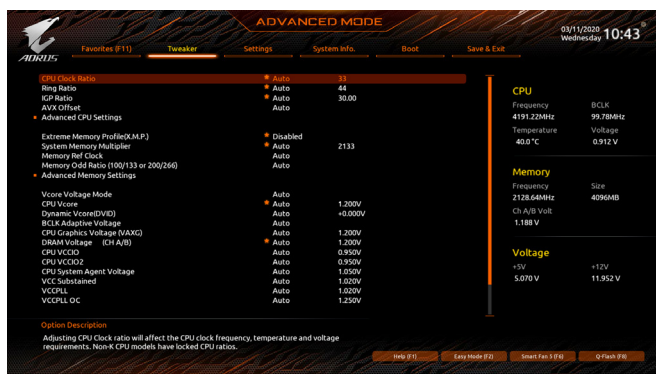 ADVANCED MODE
03/11/2020
Wednesday 10:43
AORUS
Favorites (F11) Tweaker Settings System Info. Boot Save & Exit
CPU Clock Ratio Auto 33
Ring Ratio Auto 44
IGP Ratio Auto 30.00
AVX Offset Auto
Advanced CPU Settings
Extreme Memory Profile(X.M.P.) Disabled
System Memory Multiplier Auto 2133
Memory Ref Clock Auto
Memory Odd Ratio (100/133 or 200/266) Auto
Advanced Memory Settings
Vcore Voltage Mode Auto
CPU Vcore Auto 1.200V
Dynamic Vcore(DVID) Auto +0.000V
BCLK Adaptive Voltage Auto
CPU Graphics Voltage (VAXG) Auto 1.200V
DRAM Voltage (CH A/B) Auto 1.200V
CPU VCCIO Auto 0.950V
CPU VCCIO2 Auto 0.950V
CPU System Agent Voltage Auto 1.050V
VCC Substained Auto 1.020V
VCCPLL Auto 1.020V
VCCPLL OC Auto 1.250V
CPU
Frequency BCLK
4191.22MHz 99.78MHz
Temperature Voltage
40.0 °C 0.912 V
Memory
Frequency Size
2128.64MHz 4096MB
Ch A/B Volt
1.188 V
Voltage
+5V +12V
5.070 V 11.952 V
Option Description
Adjusting CPU Clock ratio will affect the CPU clock frequency, temperature and voltage
requirements. Non-K CPU models have locked CPU ratios.
Help (F1) Easy Mode (F2) Smart Fan 5 (F6) Q-Flash (F8)